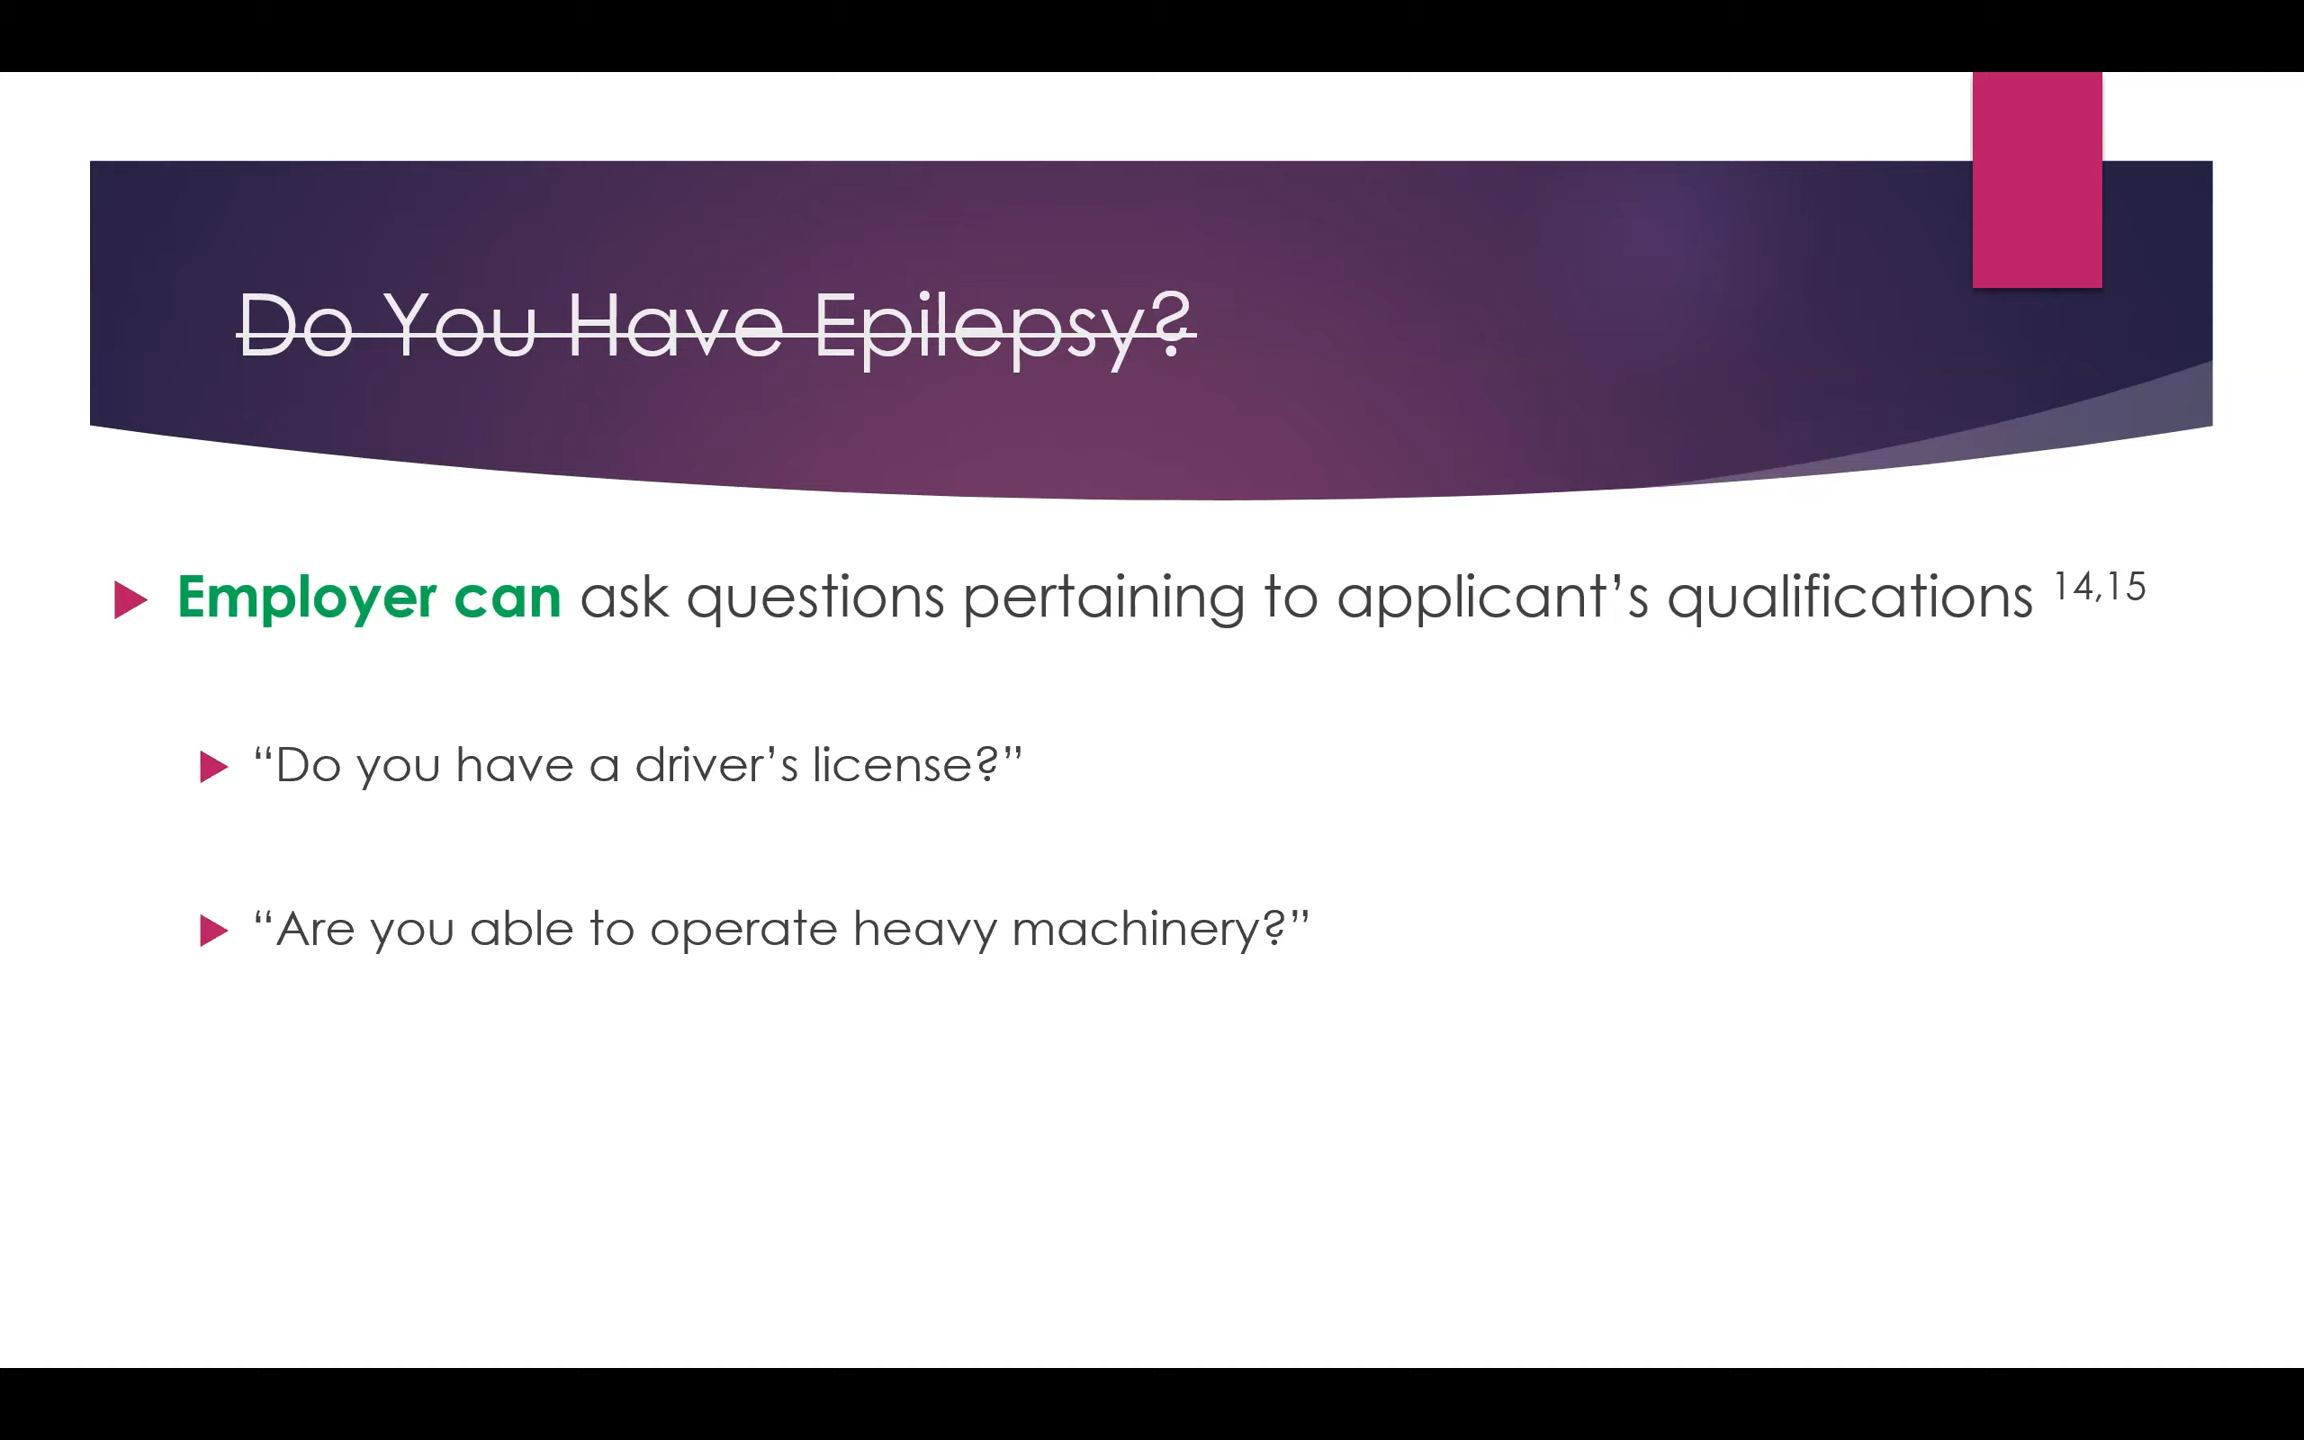 Do You Have Epilepsy?
Employer can ask questions pertaining to applicant’s qualifications 14,15
“Do you have a driver’s license?”
“Are you able to operate heavy machinery?”